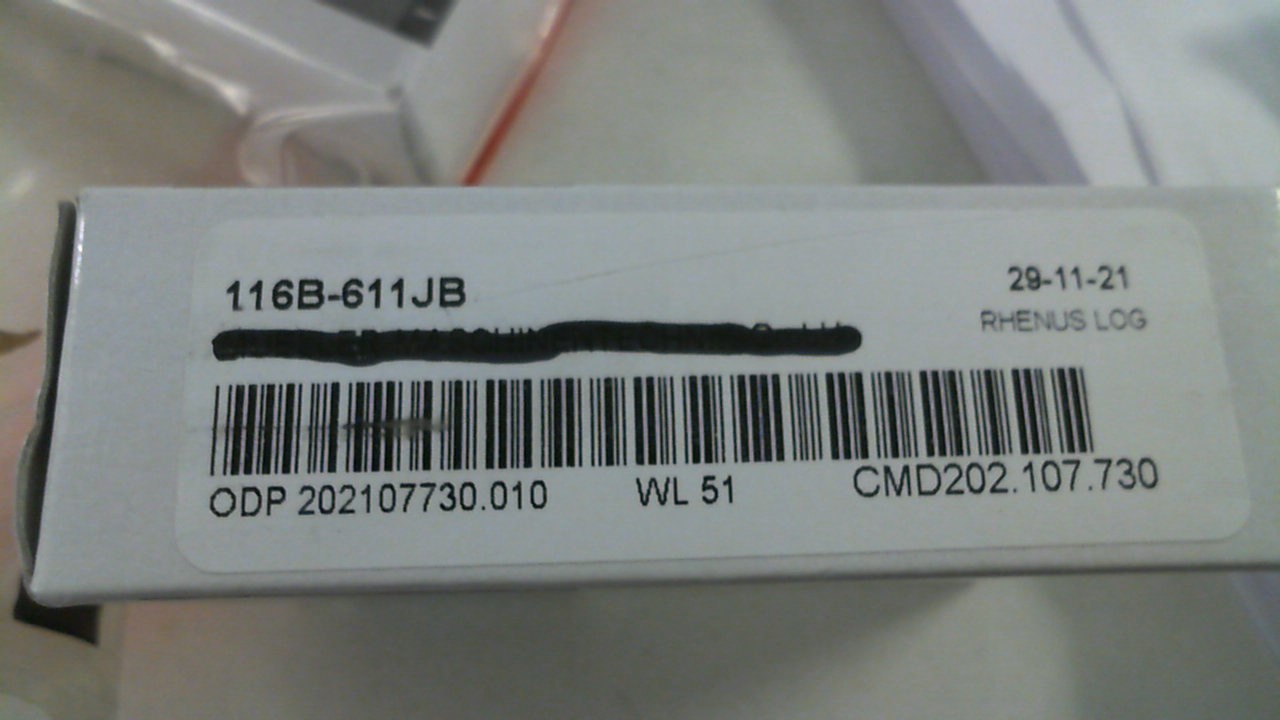 116B-611JB
29-11-21
RHENUS LOG
ODP 202107730.010 WL 51 CMD202.107.730